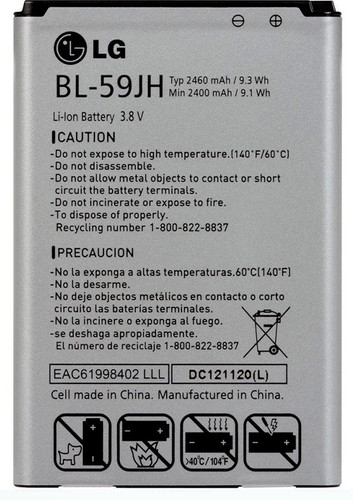 ⊖ ⊕
LG
BL-59JH Typ 2460 mAh / 9.3 Wh
Min 2400 mAh / 9.1 Wh
Li-Ion Battery 3.8 V
CAUTION
-Do not expose to high temperature.(140°F/60°C)
-Do not disassemble.
-Do not allow metal objects to contact or short
circuit the battery terminals.
-Do not incinerate or expose to fire.
-To dispose of properly.
Recycling number 1-800-822-8837
PRECAUCION
-No la exponga a altas temperaturas.60°C(140°F)
-No la desarme.
-No deje objectos metálicos en contacto o corto
circuito las baterías terminales.
-No la incinere o exponga al fuego.
-se deshaga apropiadamente.
El número de reciclaje 1-800-822-8837
EAC61998402 LLL DC121120(L)
Cell made in China. Manufactured in China.
>40°C/104°F